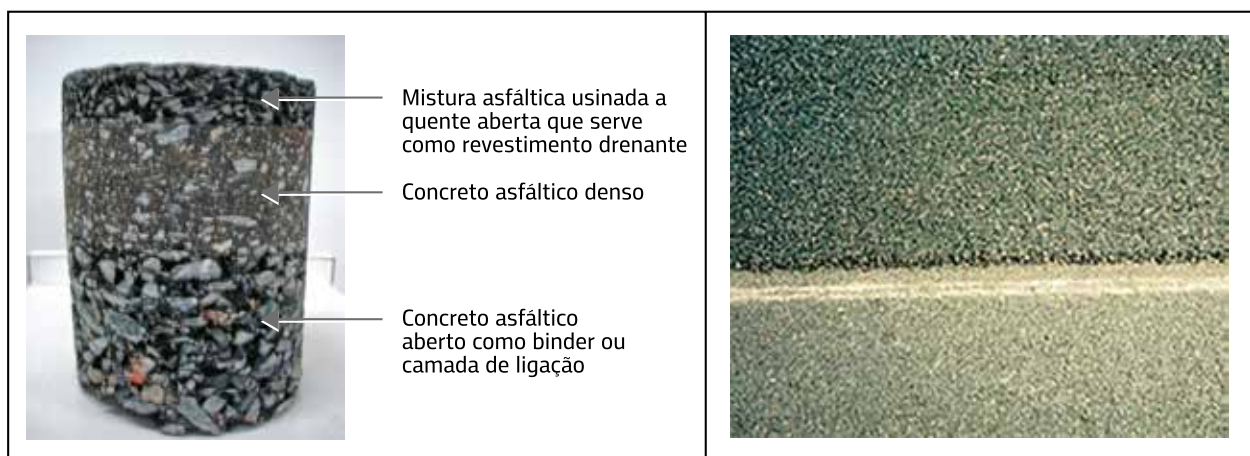 Mistura asfáltica usinada a
quente aberta que serve
como revestimento drenante
Concreto asfáltico denso
Concreto asfáltico
aberto como binder ou
camada de ligação